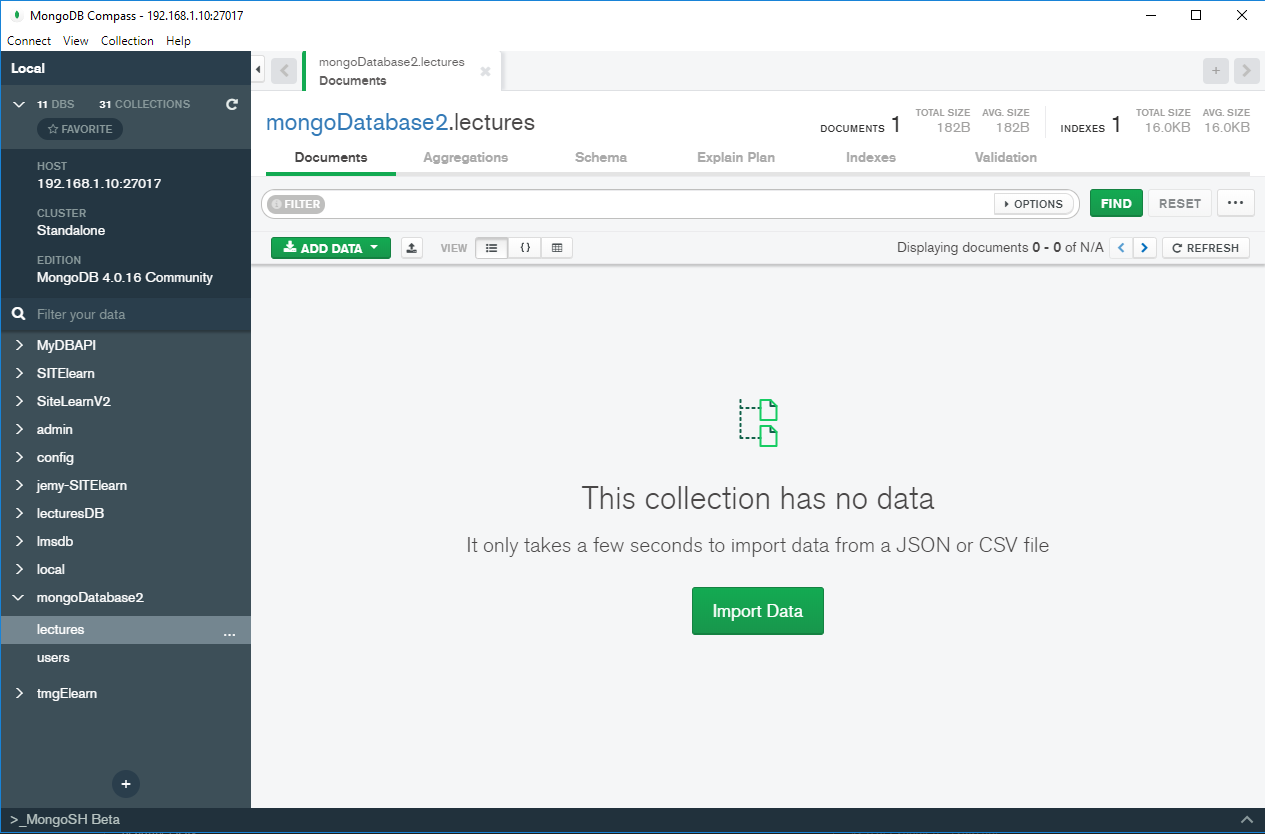 MongoDB Compass - 192.168.1.10:27017
Connect View Collection Help
Local
11 DBS 31 COLLECTIONS
FAVORITE
HOST
192.168.1.10:27017
CLUSTER
Standalone
EDITION
MongoDB 4.0.16 Community
Filter your data
MyDBAPI
SITElearn
SiteLearnV2
admin
config
jemy-SITElearn
lecturesDB
lmsdb
local
mongoDatabase2
lectures ...
users
tmgElearn
+
mongoDatabase2.lectures
Documents
+
mongoDatabase2.lectures
DOCUMENTS 1 TOTAL SIZE 182B AVG. SIZE 182B INDEXES 1 TOTAL SIZE 16.0KB AVG. SIZE 16.0KB
Documents Aggregations Schema Explain Plan Indexes Validation
FILTER OPTIONS FIND RESET ...
ADD DATA VIEW { } Displaying documents 0 - 0 of N/A < > REFRESH
This collection has no data
It only takes a few seconds to import data from a JSON or CSV file
Import Data
>_MongoSH Beta